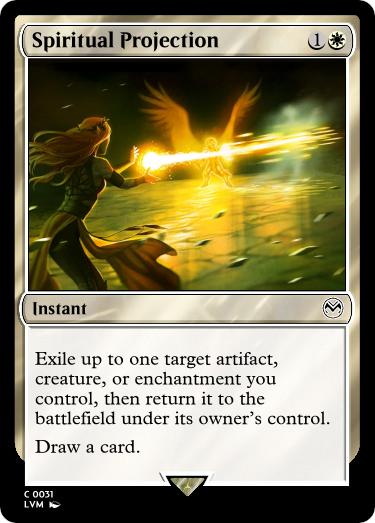 Spiritual Projection 1
Instant
Exile up to one target artifact,
creature, or enchantment you
control, then return it to the
battlefield under its owner's control.
Draw a card.
C 0031
LVM